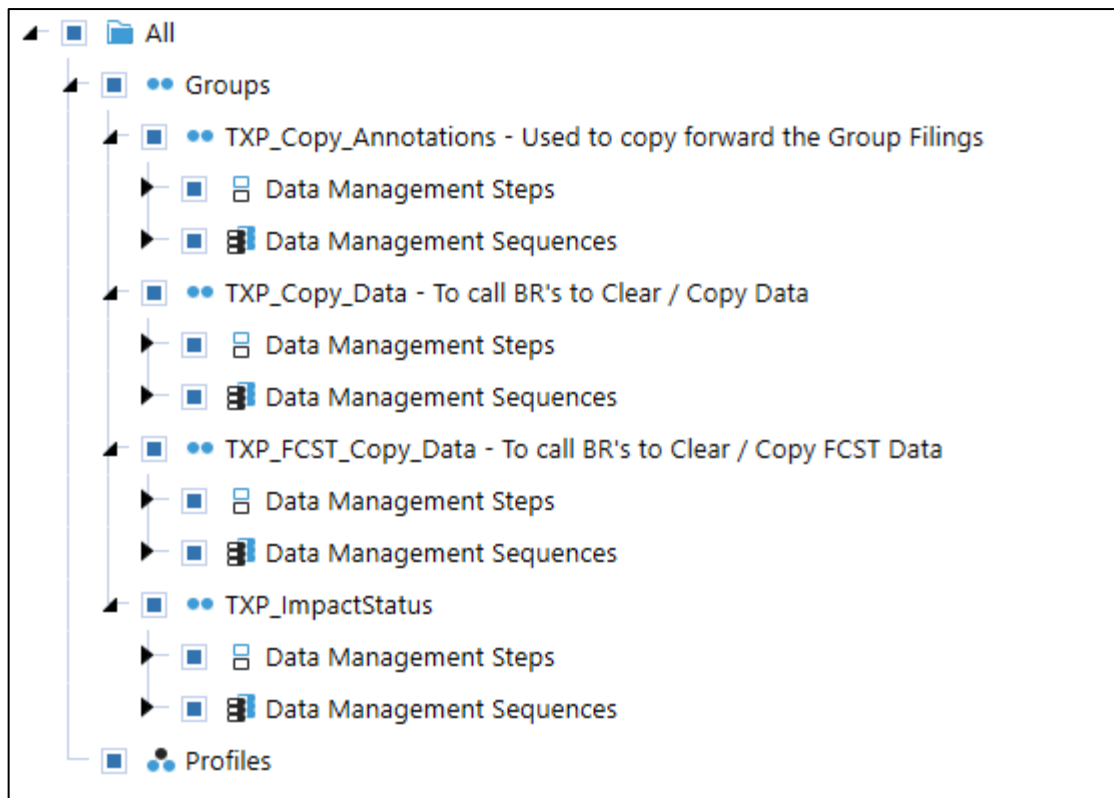 All
Groups
TXP_Copy_Annotations - Used to copy forward the Group Filings
Data Management Steps
Data Management Sequences
TXP_Copy_Data - To call BR's to Clear / Copy Data
Data Management Steps
Data Management Sequences
TXP_FCST_Copy_Data - To call BR's to Clear / Copy FCST Data
Data Management Steps
Data Management Sequences
TXP_ImpactStatus
Data Management Steps
Data Management Sequences
Profiles